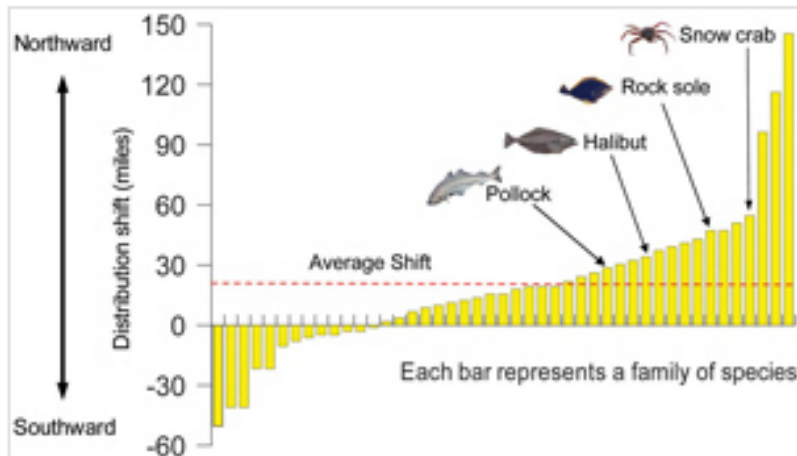 150
Northward
Snow crab
120
Rock sole
90
Halibut
60
Pollock
30
Average Shift
0
Each bar represents a family of species
-30
Southward
-60
Distribution shift (miles)